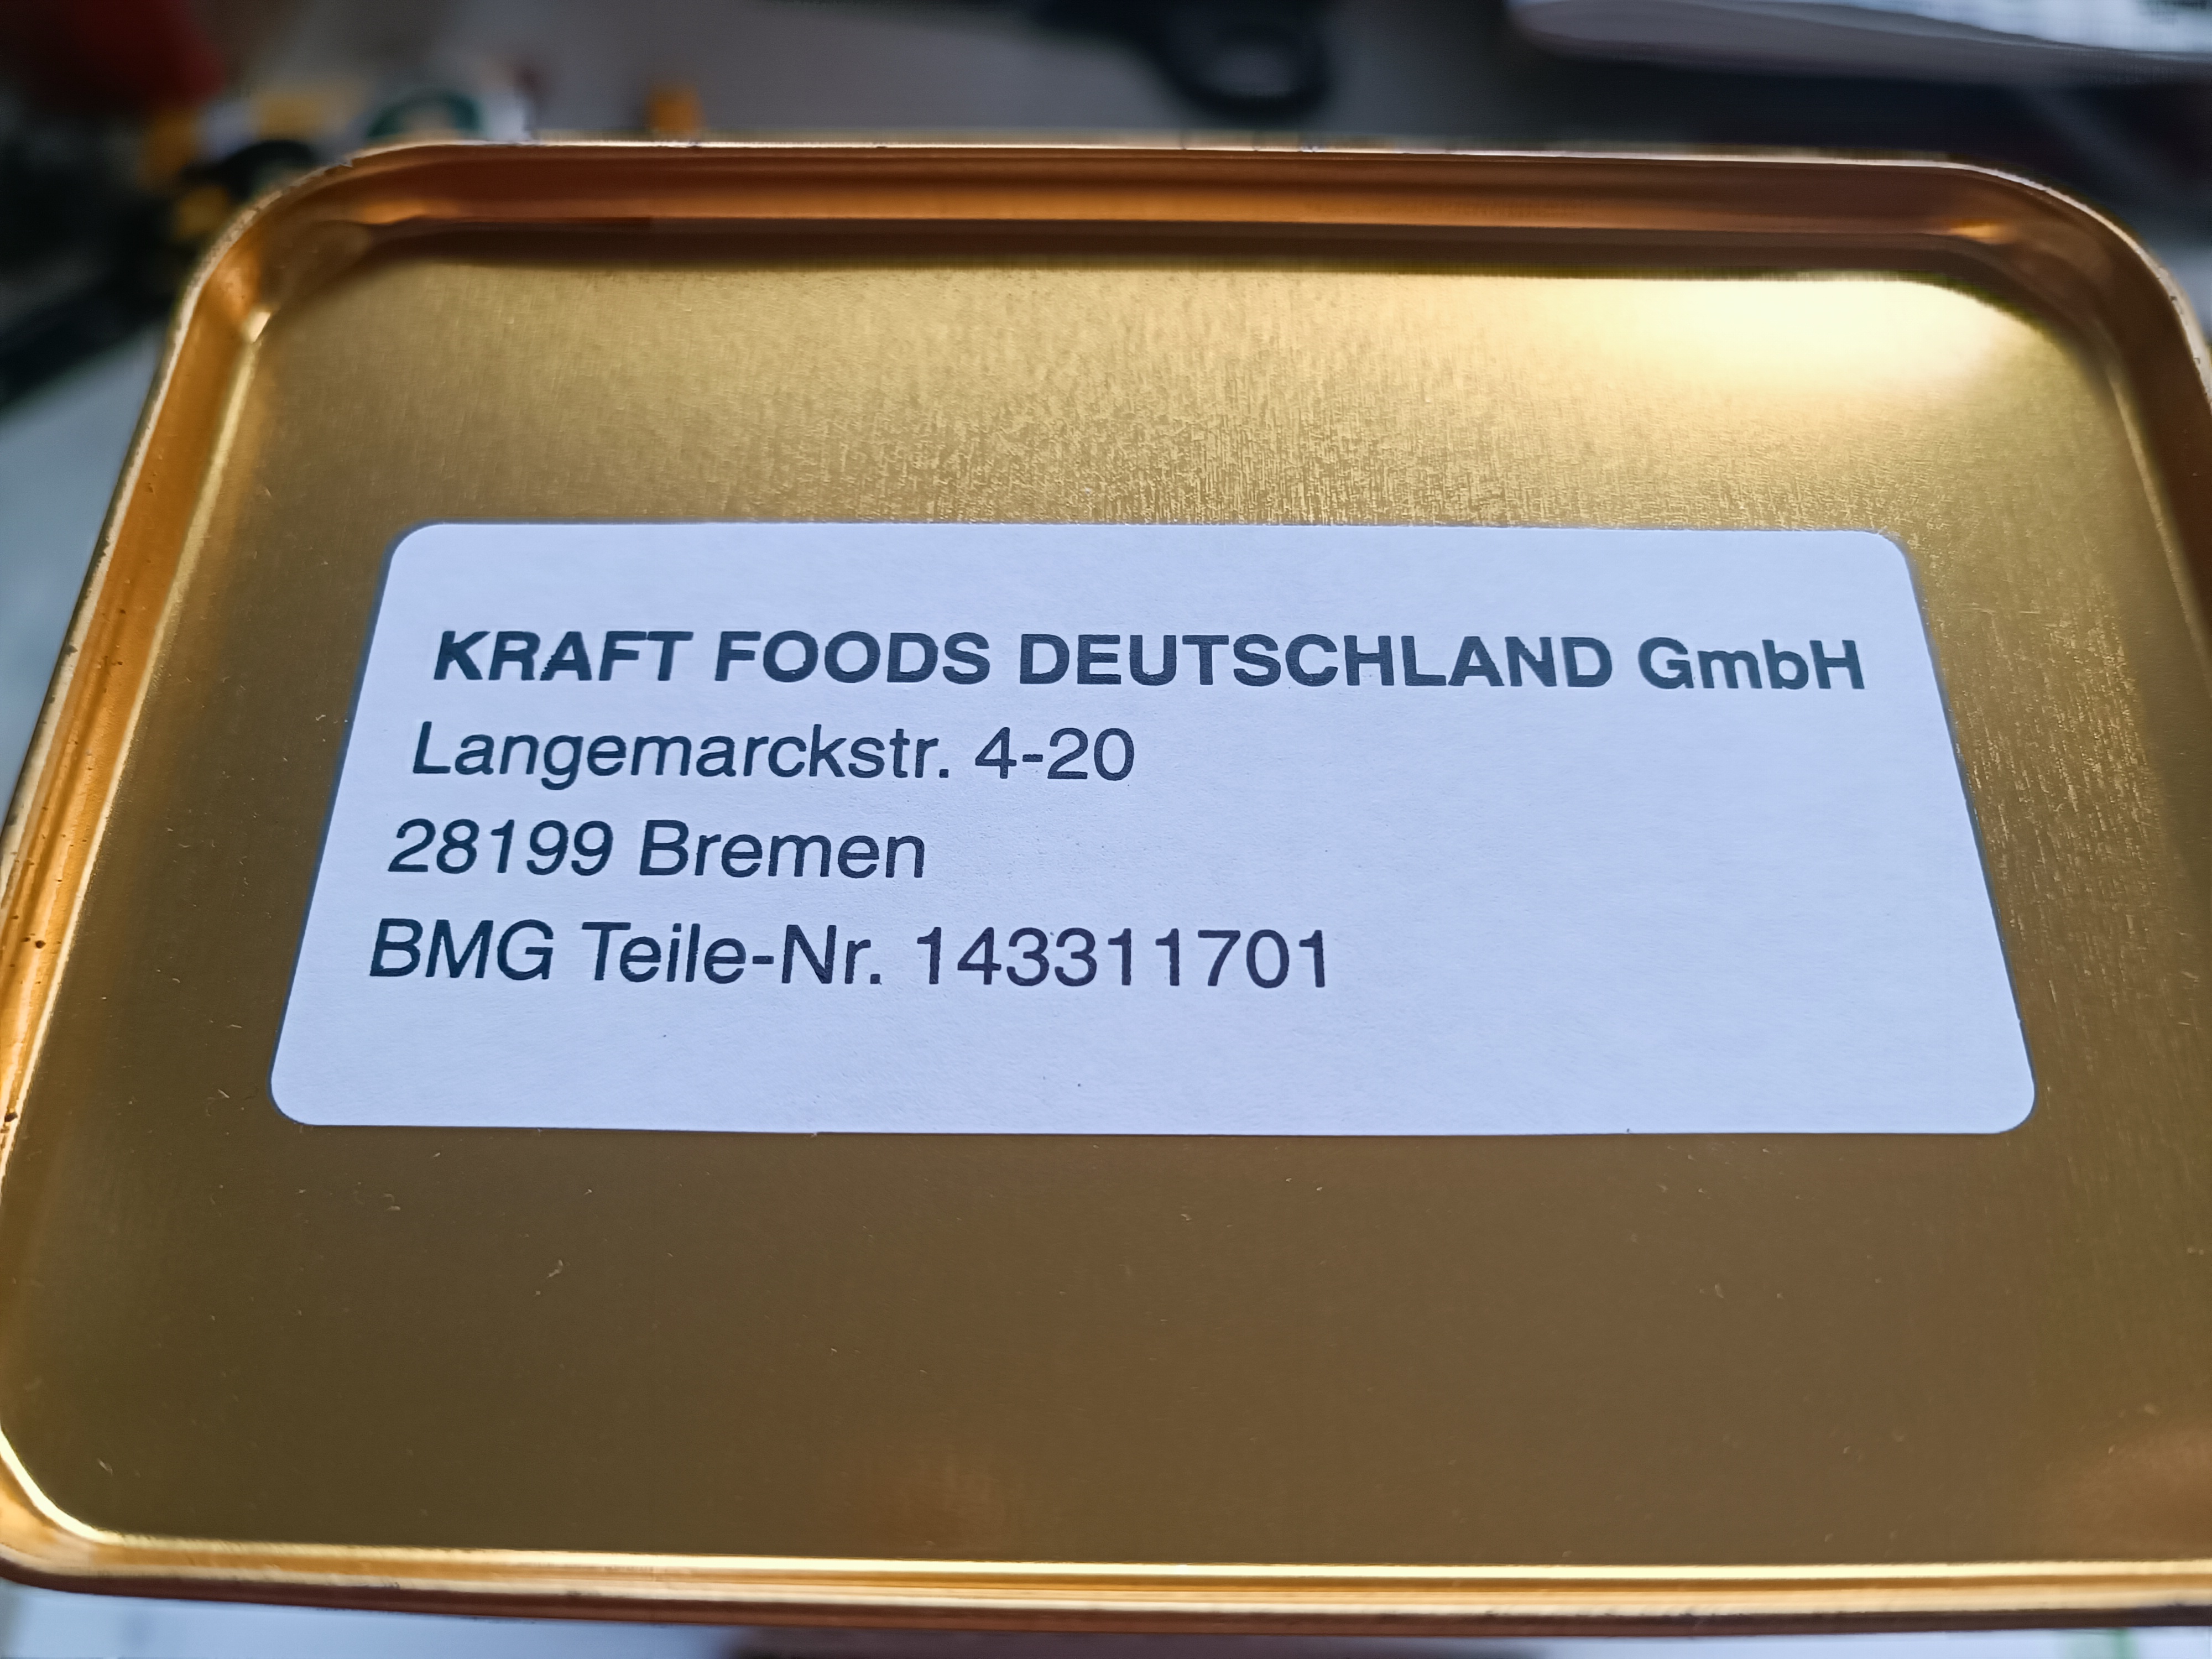 KRAFT FOODS DEUTSCHLAND GmbH
Langemarckstr. 4-20
28199 Bremen
BMG Teile-Nr. 143311701